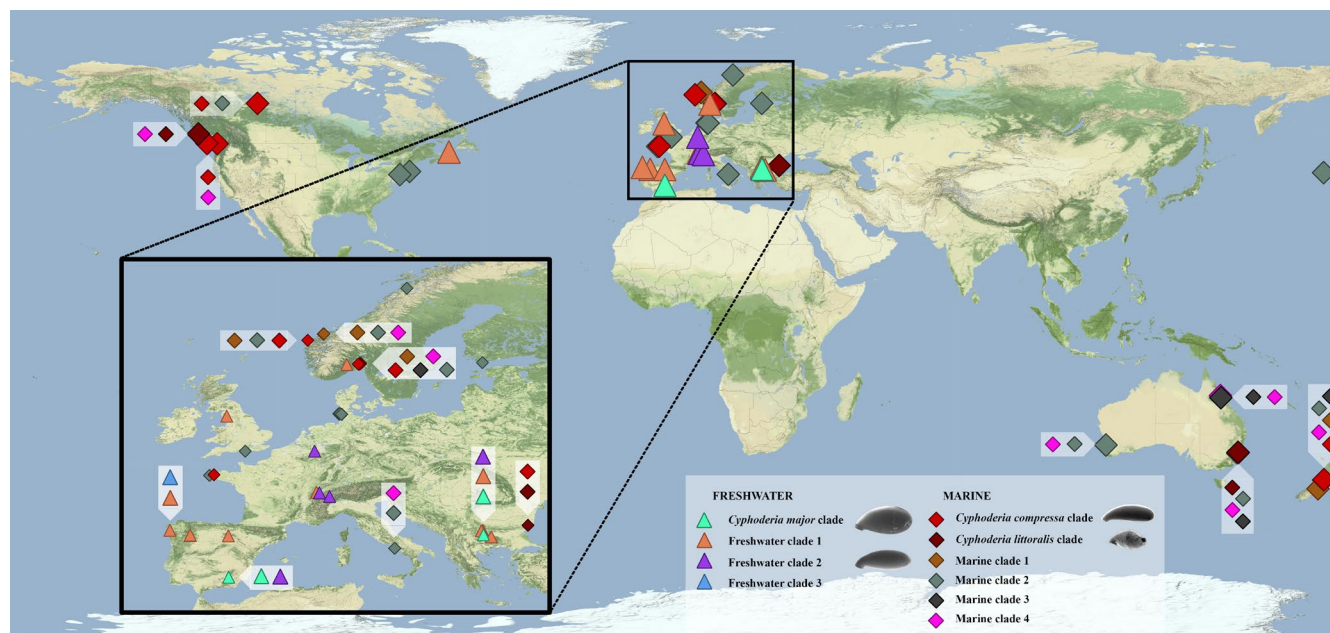 FRESHWATER
Cyphoderia major clade
Freshwater clade 1
Freshwater clade 2
Freshwater clade 3
MARINE
Cyphoderia compressa clade
Cyphoderia littoralis clade
Marine clade 1
Marine clade 2
Marine clade 3
Marine clade 4